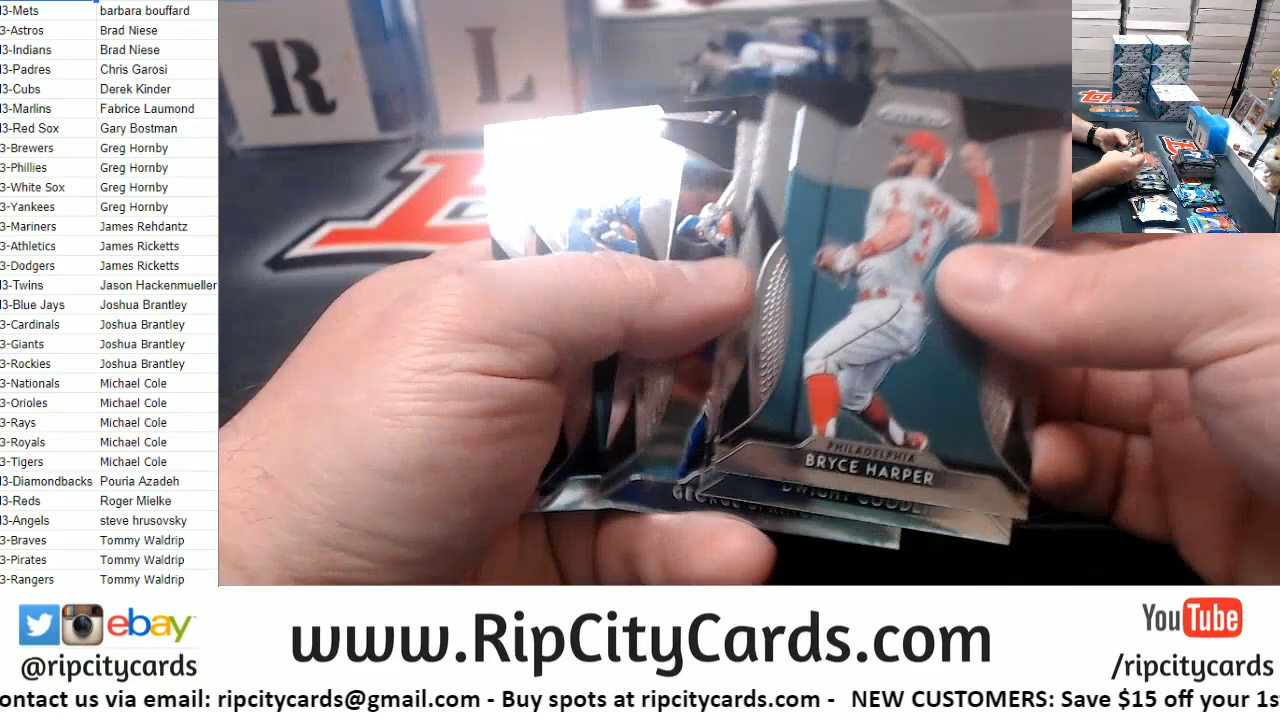 3-Mets barbara bouffard
3-Astros Brad Niese
3-Indians Brad Niese
3-Padres Chris Garosi
3-Cubs Derek Kinder
3-Marlins Fabrice Laumond
3-Red Sox Gary Bostman
3-Brewers Greg Hornby
3-Phillies Greg Hornby
3-White Sox Greg Hornby
3-Yankees Greg Hornby
3-Mariners James Rehdantz
3-Athletics James Ricketts
3-Dodgers James Ricketts
3-Twins Jason Hackenmueller
3-Blue Jays Joshua Brantley
3-Cardinals Joshua Brantley
3-Giants Joshua Brantley
3-Rockies Joshua Brantley
3-Nationals Michael Cole
3-Orioles Michael Cole
3-Rays Michael Cole
3-Royals Michael Cole
3-Tigers Michael Cole
3-Diamondbacks Pouria Azadeh
3-Reds Roger Mielke
3-Angels steve hrusovsky
3-Braves Tommy Waldrip
3-Pirates Tommy Waldrip
3-Rangers Tommy Waldrip
R L
PHILADELPHIA
BRYCE HARPER
DWIGHT GOODEN
GEORGE
ebay
@ripcitycards
www.RipCityCards.com
YouTube
/ripcitycards
ontact us via email: ripcitycards@gmail.com - Buy spots at ripcitycards.com - NEW CUSTOMERS: Save $15 off your 1s